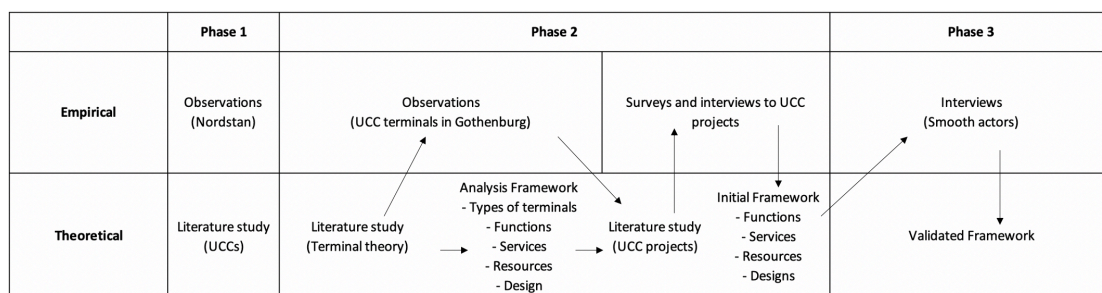 Phase 1
Phase 2
Phase 3
Empirical
Observations
(Nordstan)
Observations
(UCC terminals in Gothenburg)
Surveys and interviews to UCC
projects
Interviews
(Smooth actors)
Theoretical
Literature study
(UCCs)
Literature study
(Terminal theory)
Analysis Framework
- Types of terminals
- Functions
- Services
- Resources
- Design
Literature study
(UCC projects)
Initial Framework
- Functions
- Services
- Resources
- Designs
Validated Framework